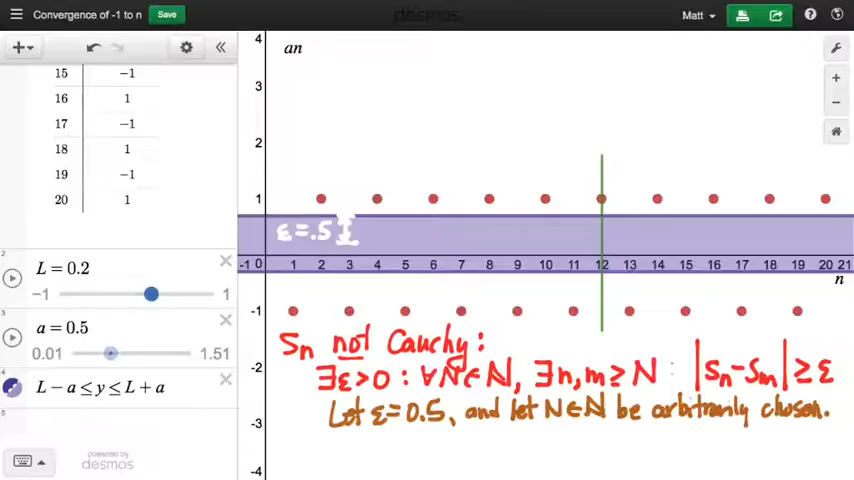 Convergence of -1 to n
Save
desmos
Matt
15 −1
16 1
17 −1
18 1
19 −1
20 1
2
L = 0.2
−1 1
3
a = 0.5
0.01 1.51
4
L − a ≤ y ≤ L + a
5
powered by
desmos
an
4
3
2
1
ε=.5
-1 0 1 2 3 4 5 6 7 8 9 10 11 12 13 14 15 16 17 18 19 20 21
n
-1
Sn not Cauchy:
-2
∃ε>0 : ∀N∈ℕ, ∃n,m ≥ N : |Sn-Sm| ≥ ε
Let ε=0.5, and let N∈ℕ be arbitrarily chosen.
-3
-4